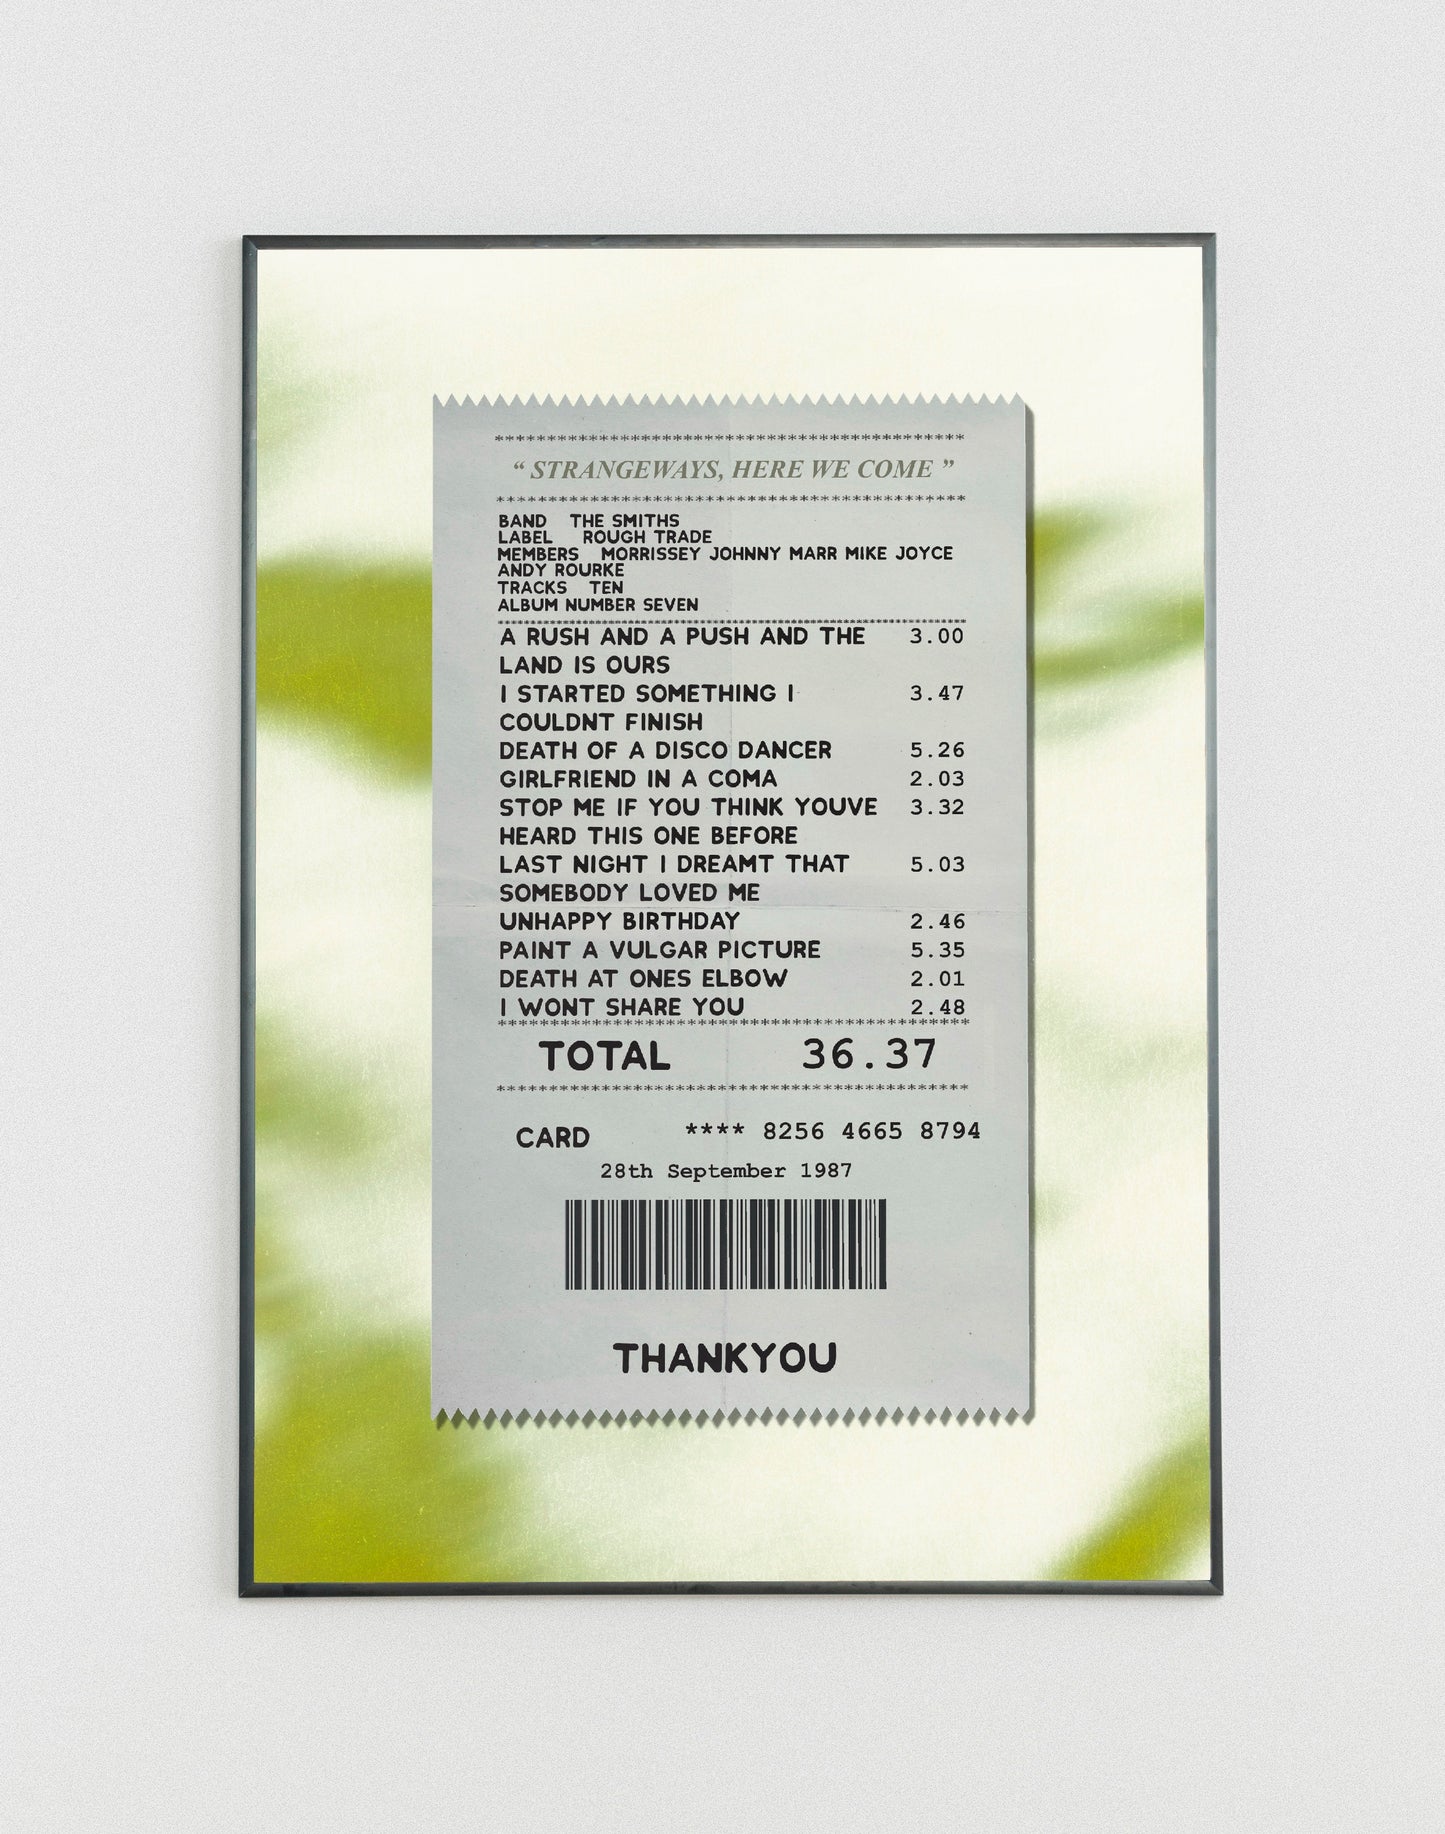 ******************************************
“ STRANGEWAYS, HERE WE COME ”
******************************************
BAND THE SMITHS
LABEL ROUGH TRADE
MEMBERS MORRISSEY JOHNNY MARR MIKE JOYCE
ANDY ROURKE
TRACKS TEN
ALBUM NUMBER SEVEN
******************************************
A RUSH AND A PUSH AND THE 3.00
LAND IS OURS
I STARTED SOMETHING I 3.47
COULDNT FINISH
DEATH OF A DISCO DANCER 5.26
GIRLFRIEND IN A COMA 2.03
STOP ME IF YOU THINK YOUVE 3.32
HEARD THIS ONE BEFORE
LAST NIGHT I DREAMT THAT 5.03
SOMEBODY LOVED ME
UNHAPPY BIRTHDAY 2.46
PAINT A VULGAR PICTURE 5.35
DEATH AT ONES ELBOW 2.01
I WONT SHARE YOU 2.48
******************************************
TOTAL 36.37
******************************************
CARD **** 8256 4665 8794
28th September 1987
THANKYOU